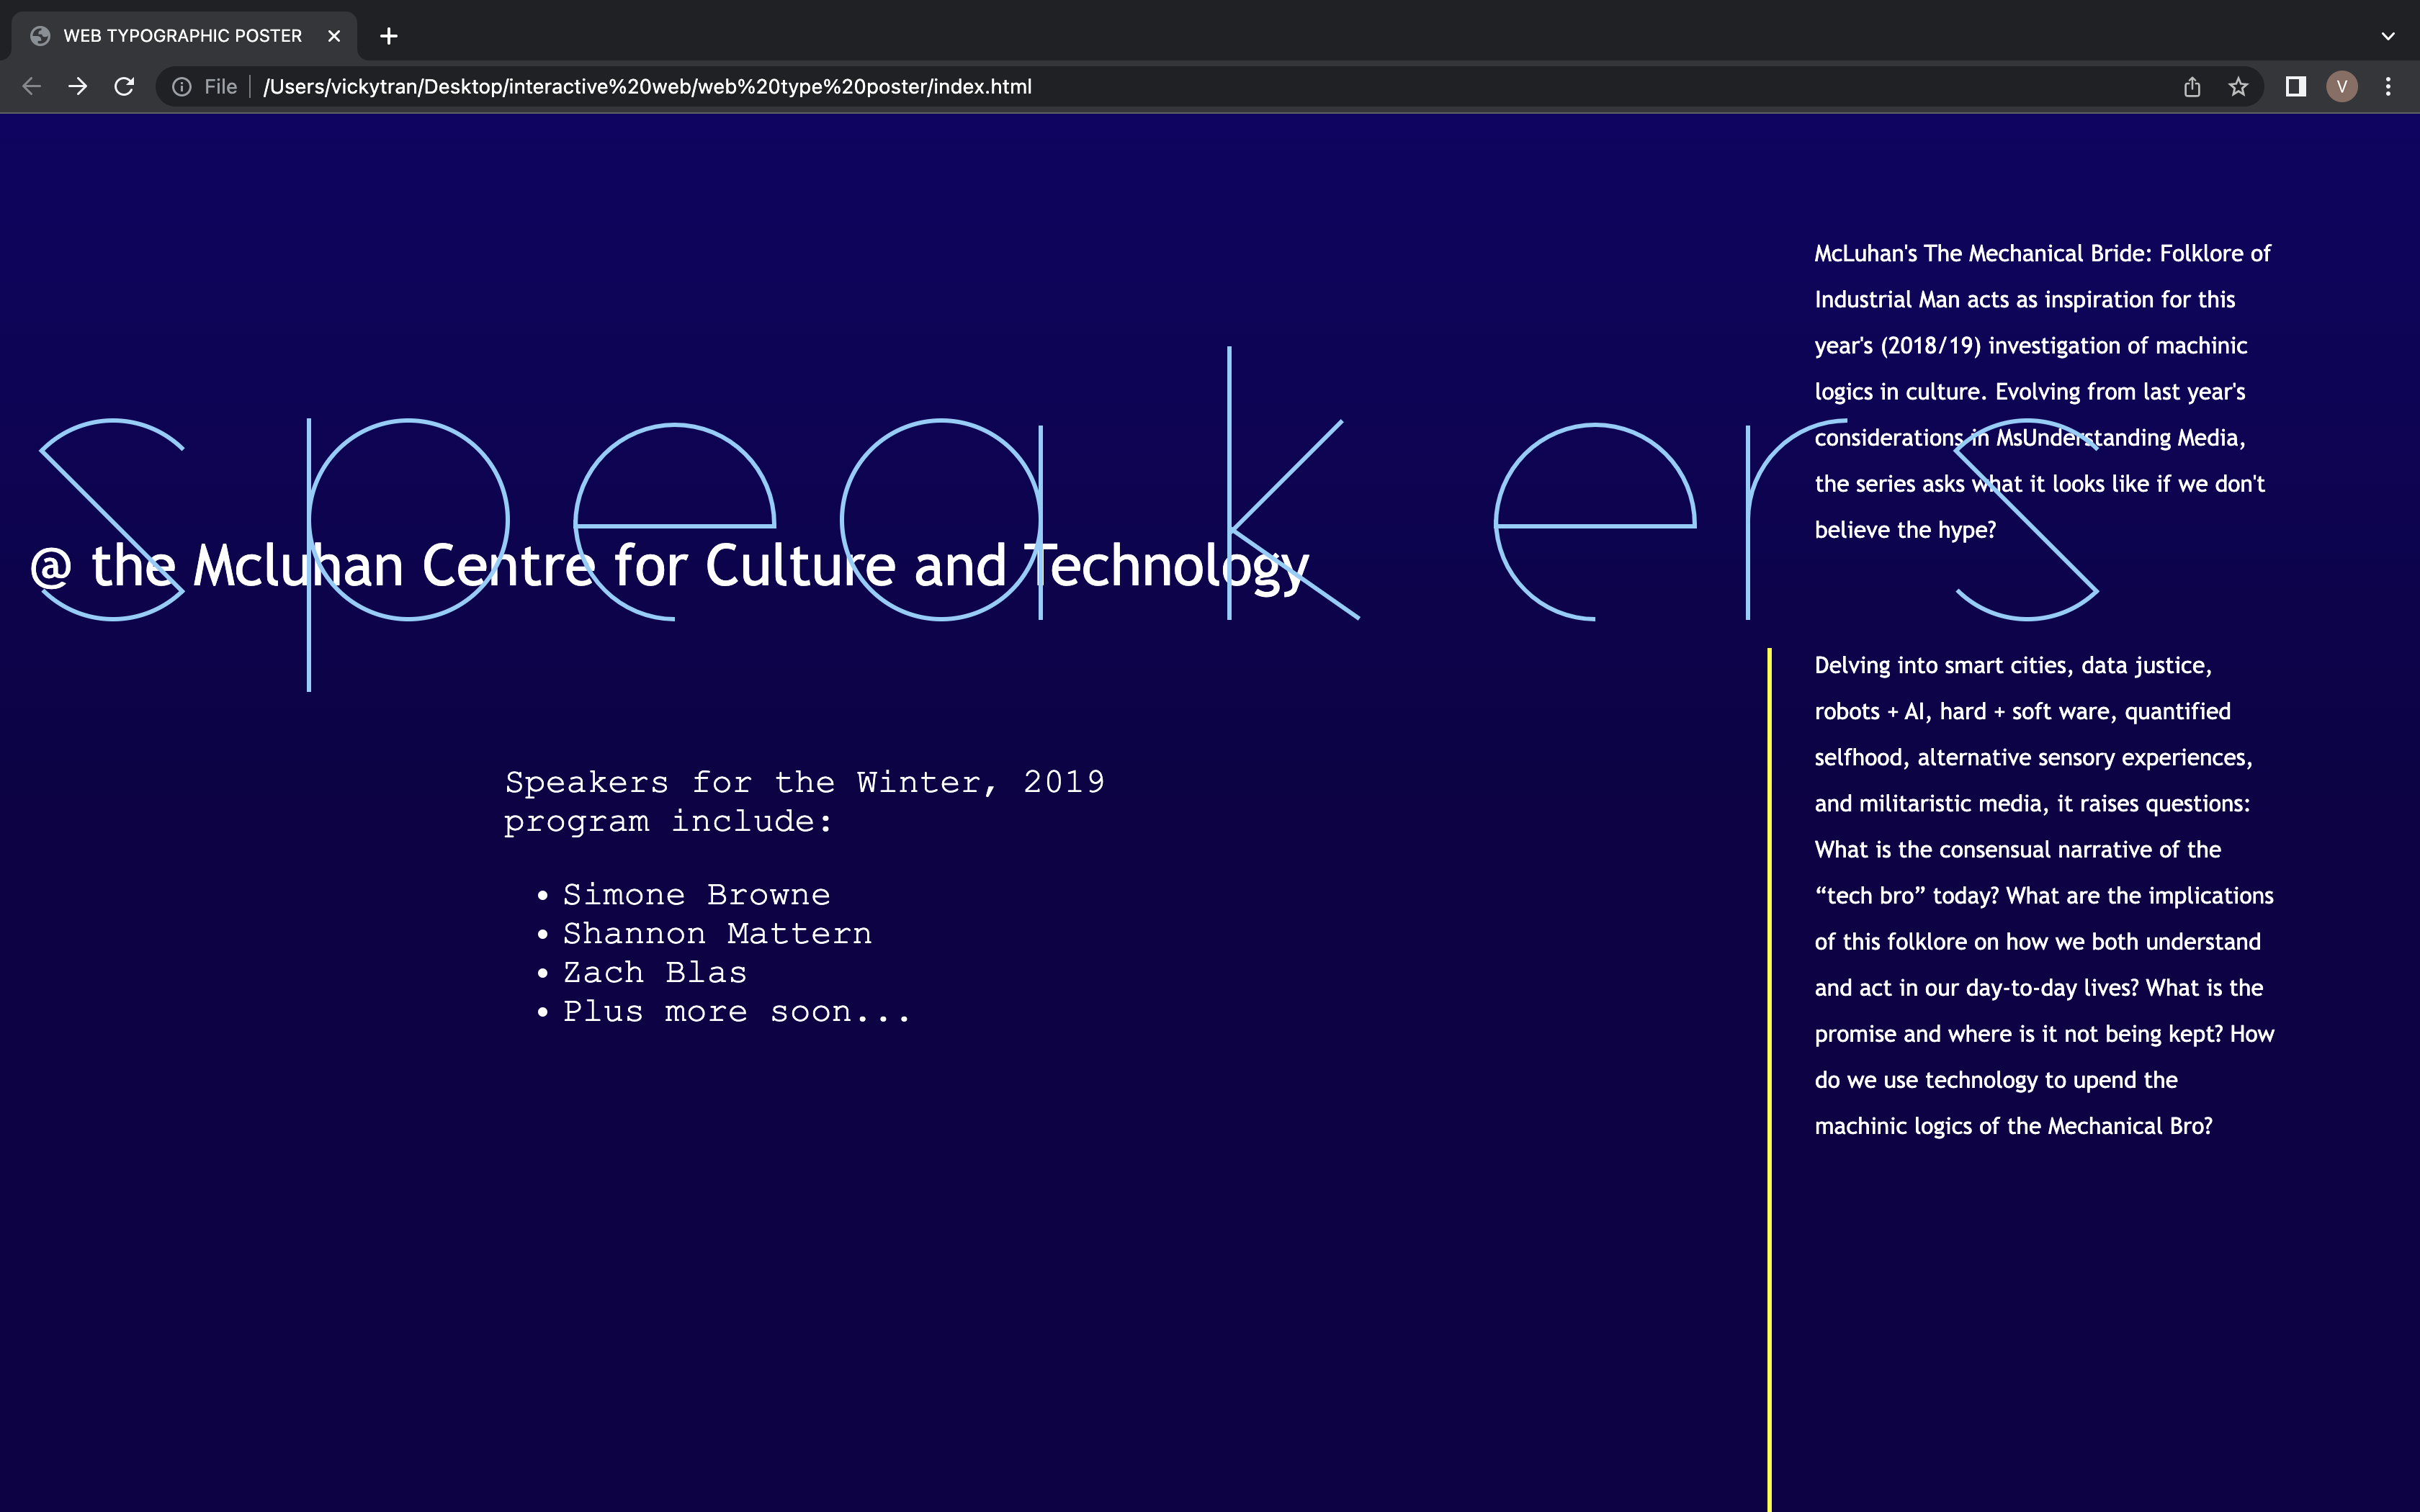 WEB TYPOGRAPHIC POSTER
File
/Users/vickytran/Desktop/interactive%20web/web%20type%20poster/index.html
V
speakers
@ the Mcluhan Centre for Culture and Technology
Speakers for the Winter, 2019
program include:
• Simone Browne
• Shannon Mattern
• Zach Blas
• Plus more soon...
McLuhan's The Mechanical Bride: Folklore of
Industrial Man acts as inspiration for this
year's (2018/19) investigation of machinic
logics in culture. Evolving from last year's
considerations in MsUnderstanding Media,
the series asks what it looks like if we don't
believe the hype?
Delving into smart cities, data justice,
robots + AI, hard + soft ware, quantified
selfhood, alternative sensory experiences,
and militaristic media, it raises questions:
What is the consensual narrative of the
“tech bro” today? What are the implications
of this folklore on how we both understand
and act in our day-to-day lives? What is the
promise and where is it not being kept? How
do we use technology to upend the
machinic logics of the Mechanical Bro?